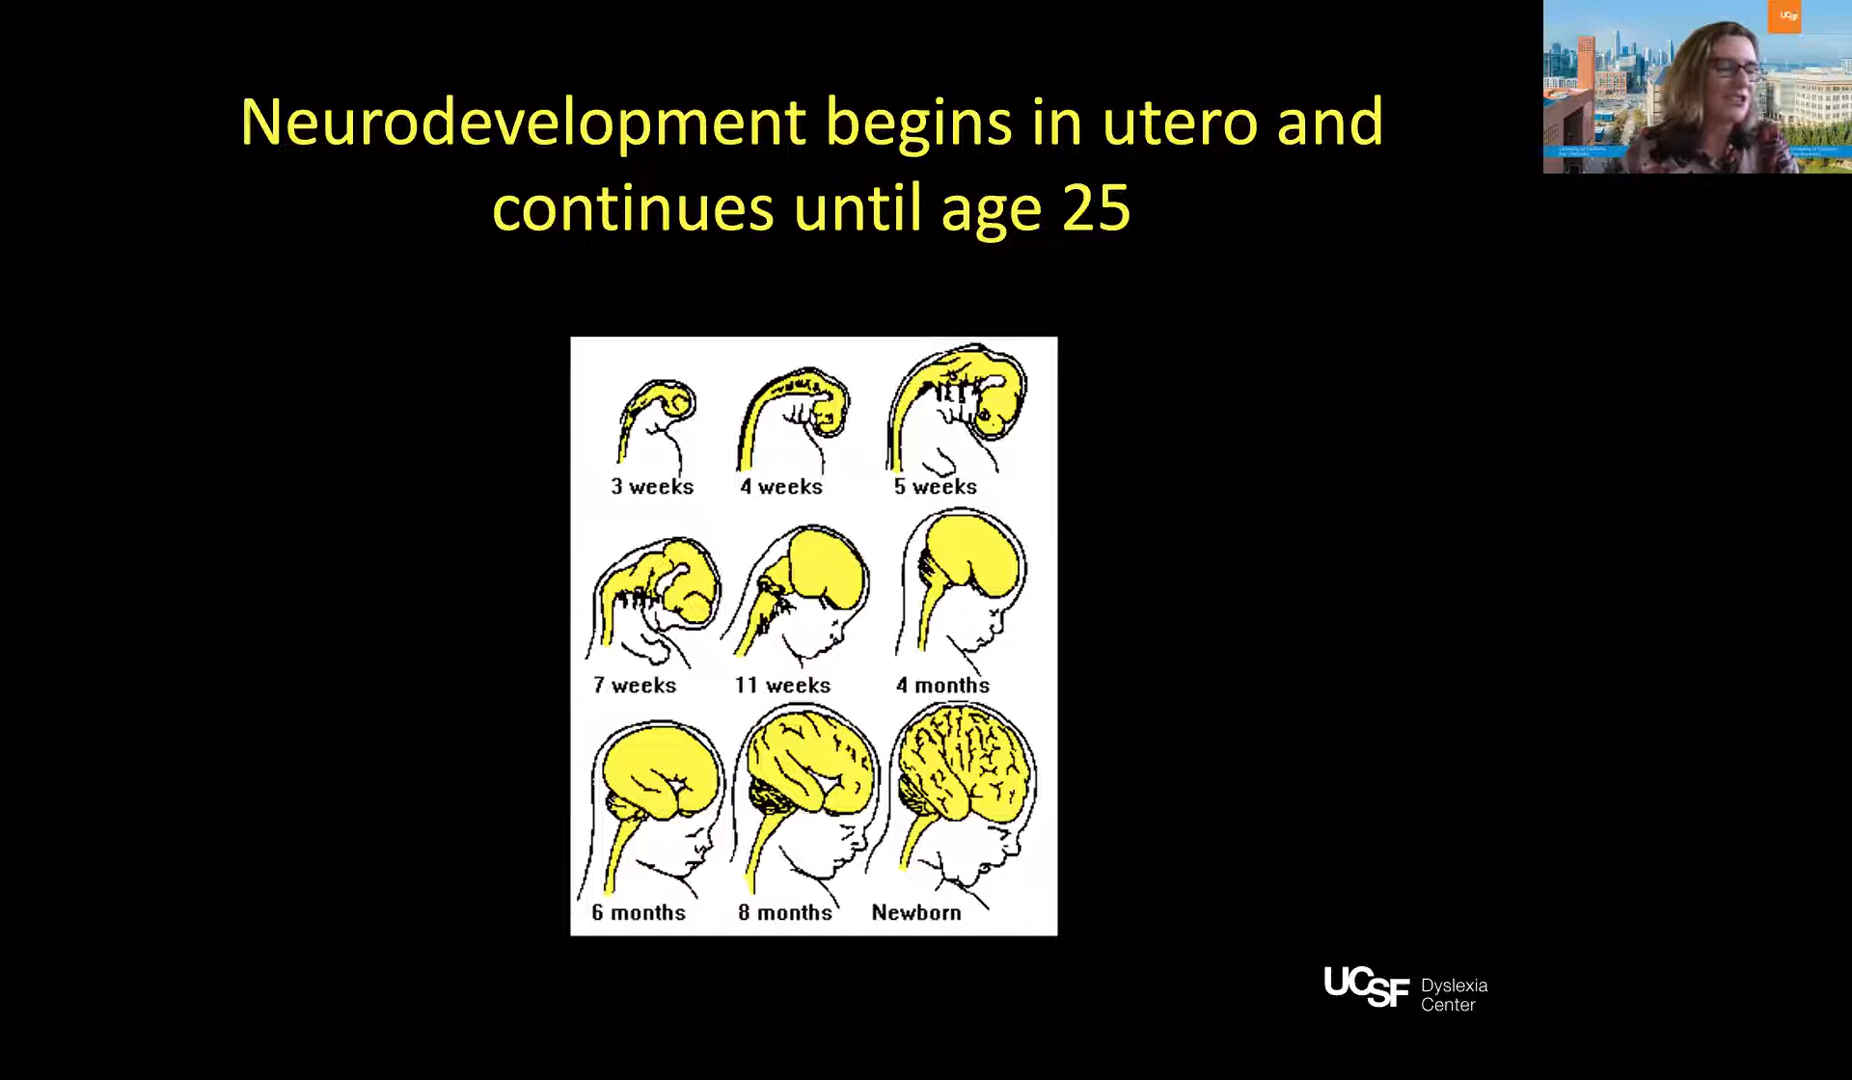 UCSF
Neurodevelopment begins in utero and
continues until age 25
3 weeks
4 weeks
5 weeks
7 weeks
11 weeks
4 months
6 months
8 months
Newborn
UCSF
Dyslexia
Center